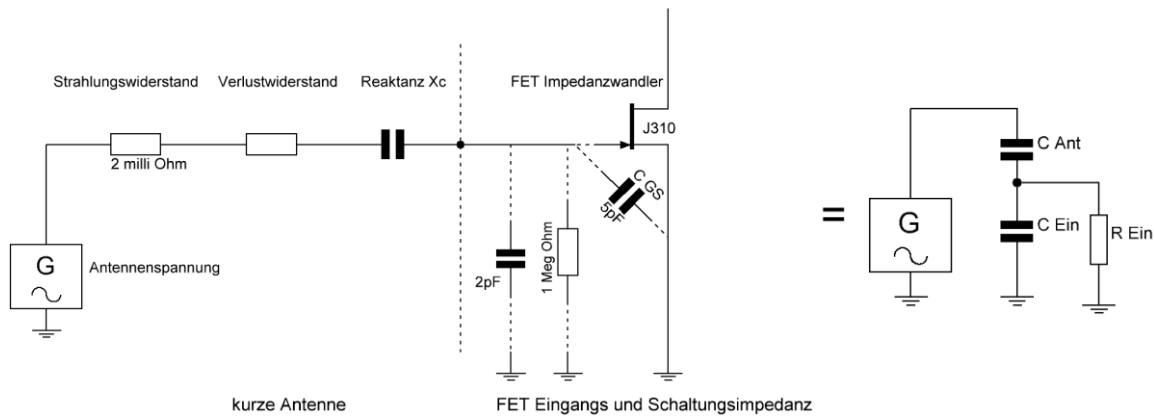 Strahlungswiderstand
Verlustwiderstand
Reaktanz Xc
FET Impedanzwandler
J310
2 milli Ohm
C GS
5pF
G
Antennenspannung
2pF
1 Meg Ohm
=
C Ant
G
C Ein
R Ein
kurze Antenne
FET Eingangs und Schaltungsimpedanz